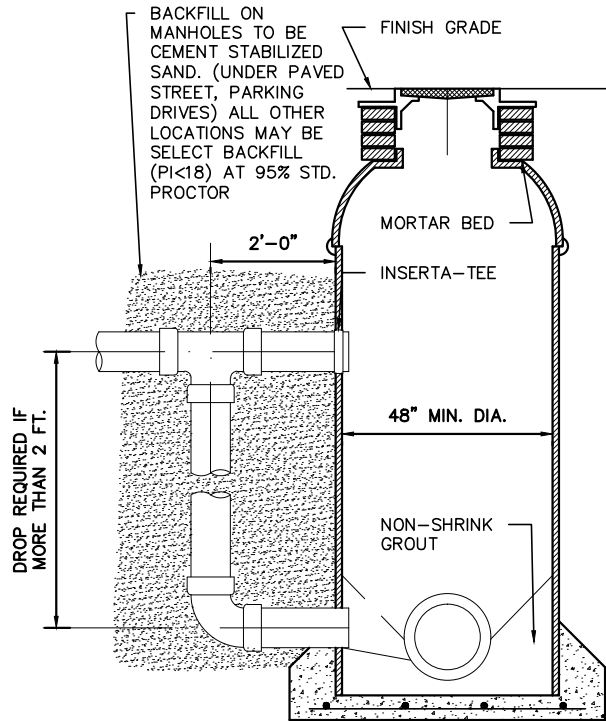 BACKFILL ON
MANHOLES TO BE
CEMENT STABILIZED
SAND. (UNDER PAVED
STREET, PARKING
DRIVES) ALL OTHER
LOCATIONS MAY BE
SELECT BACKFILL
(PI<18) AT 95% STD.
PROCTOR
FINISH GRADE
MORTAR BED
2'-0"
INSERTA-TEE
48" MIN. DIA.
DROP REQUIRED IF
MORE THAN 2 FT.
NON-SHRINK
GROUT